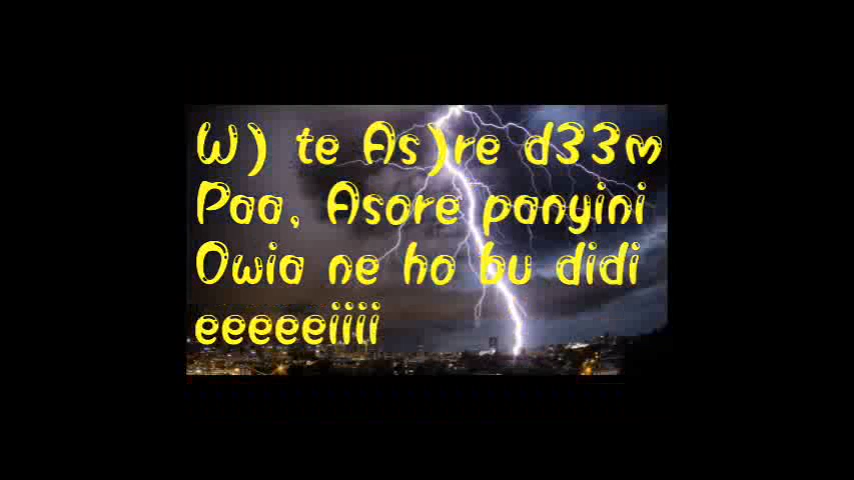 W) te As)re d33m
Paa, Asore panyini
Owia ne ho bu didi
eeeeeiiii